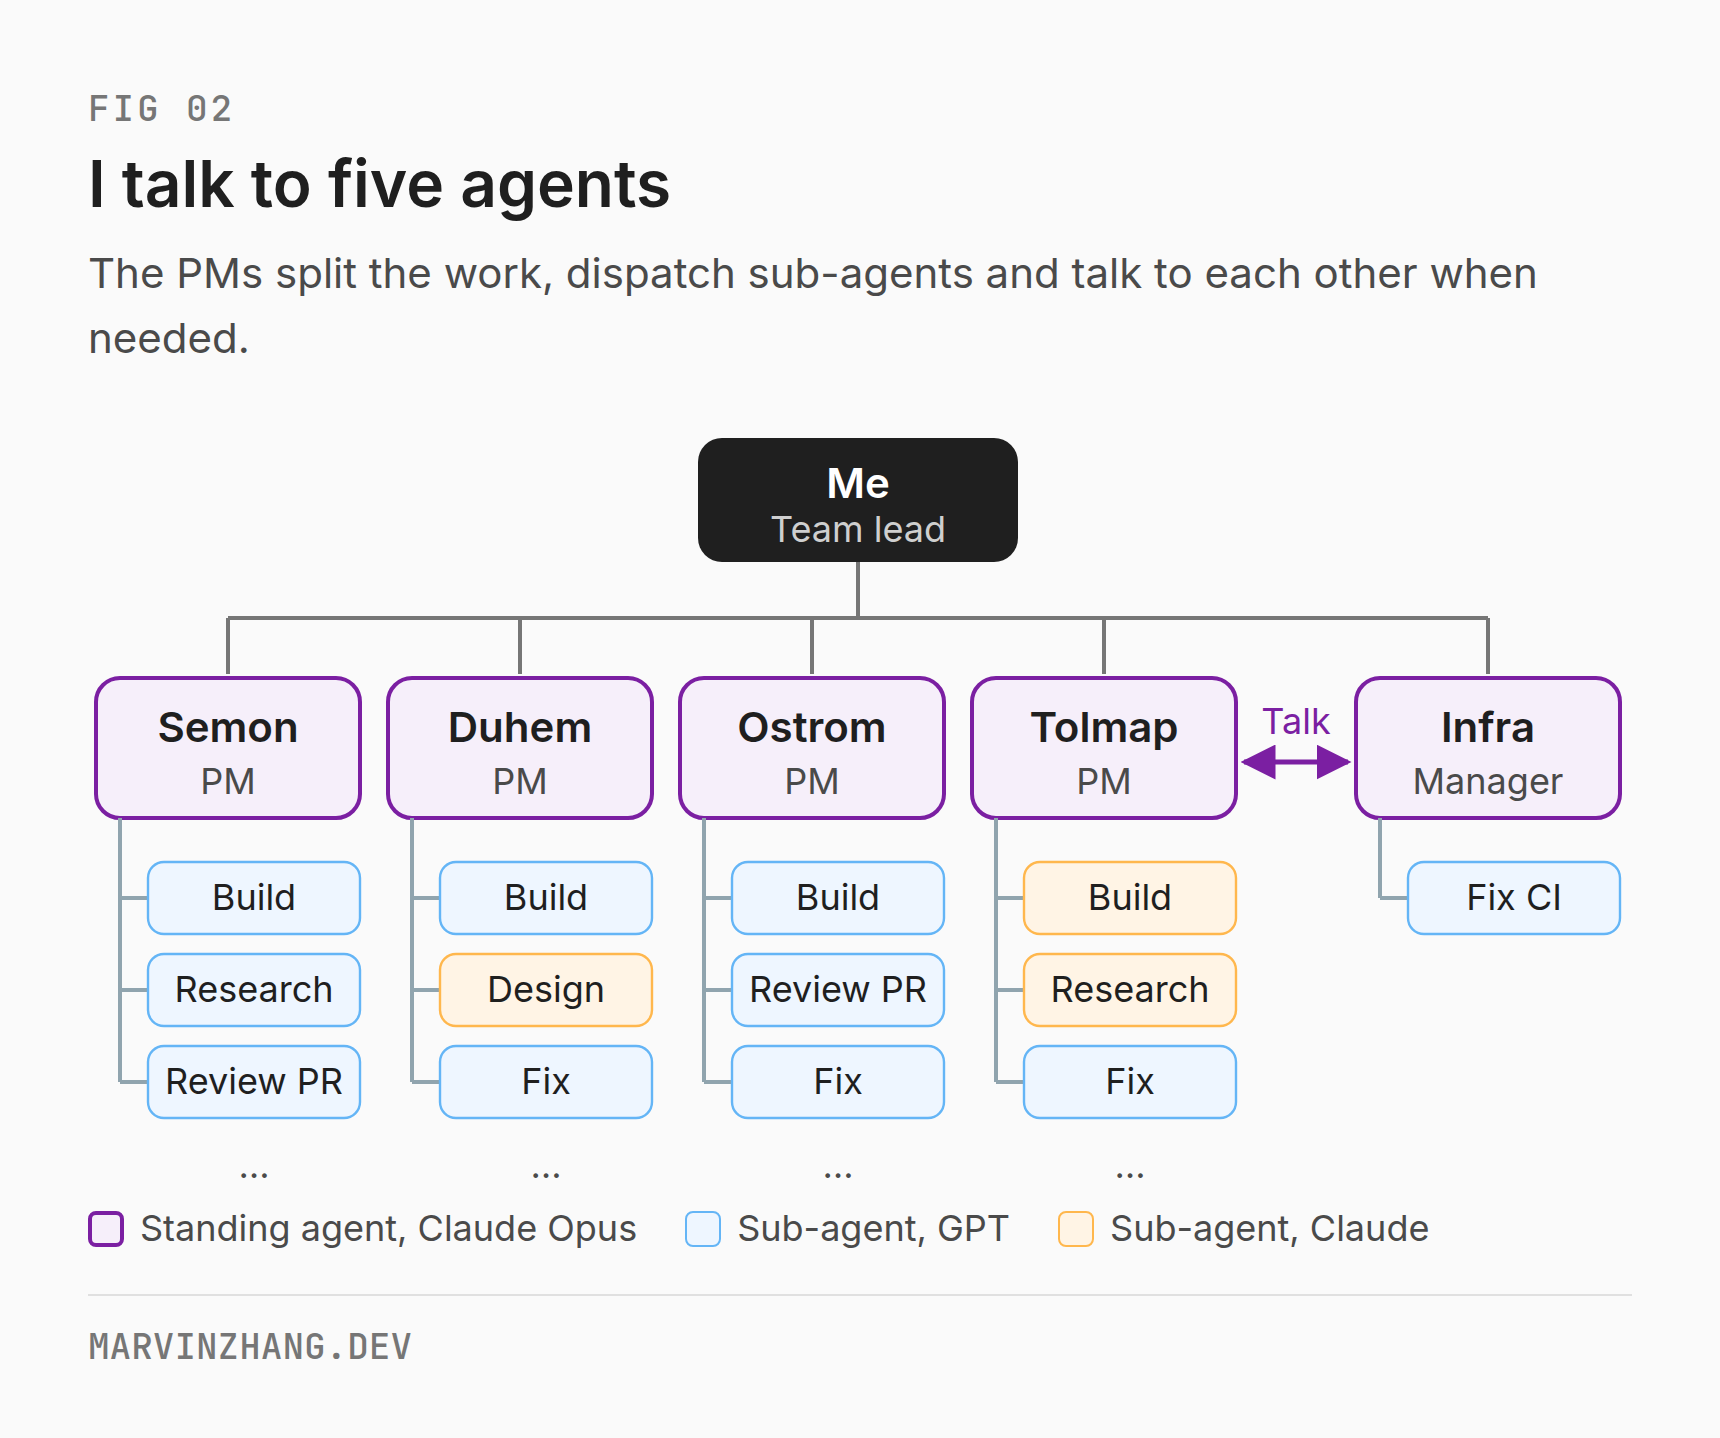 FIG 02
I talk to five agents
The PMs split the work, dispatch sub-agents and talk to each other when
needed.
Me
Team lead
Semon
PM
Duhem
PM
Ostrom
PM
Tolmap
PM
Talk
Infra
Manager
Build
Research
Review PR
...
Build
Design
Fix
...
Build
Review PR
Fix
...
Build
Research
Fix
...
Fix CI
Standing agent, Claude Opus
Sub-agent, GPT
Sub-agent, Claude
MARVINZHANG.DEV